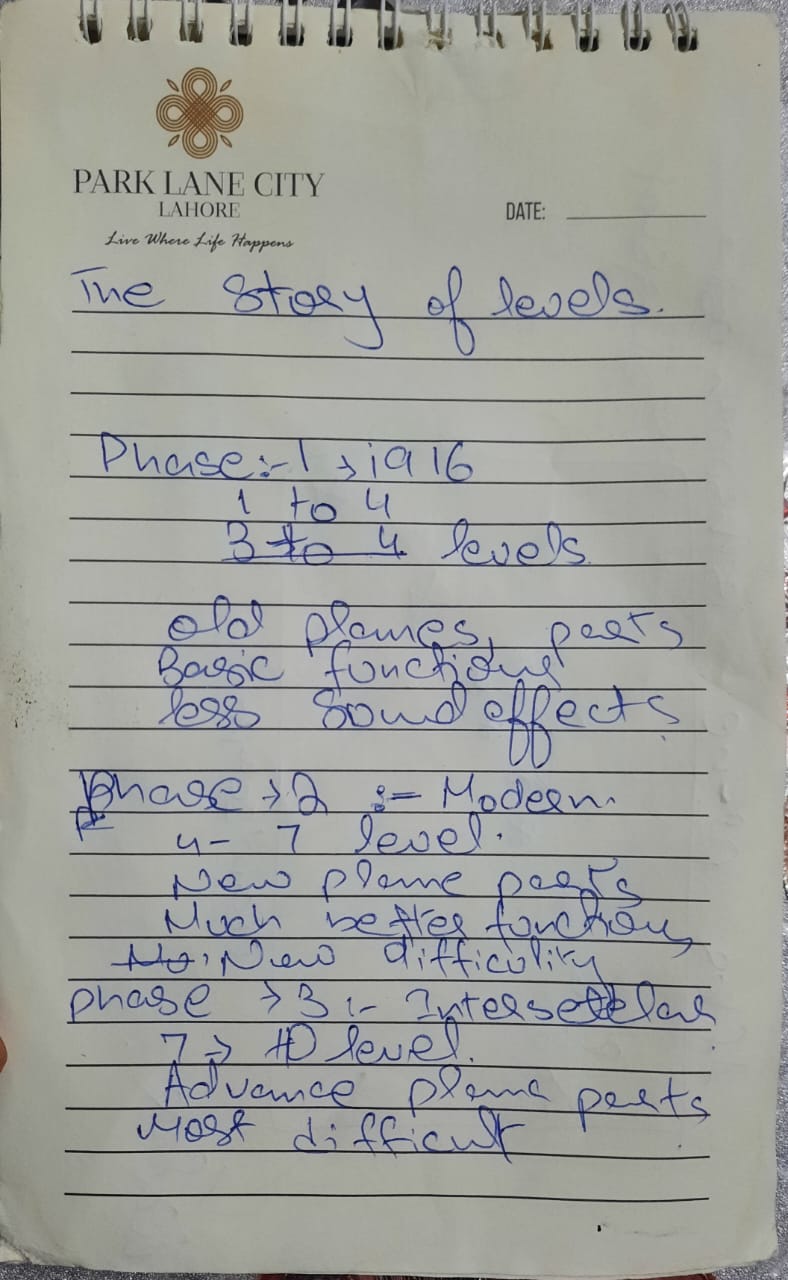 PARK LANE CITY
LAHORE
Live Where Life Happens
DATE:
The Story of levels.
Phase:-1 → 1916
1 to 4
3 to 4 levels
old planes, parts
Basic functions
less Sound effects
phase → 2 :- Modern.
4- 7 level.
New plane parts
Much better functions
No, New difficulity
phase → 3 :- Intersetelar
7 → 10 level.
Advance plane parts
Most difficult